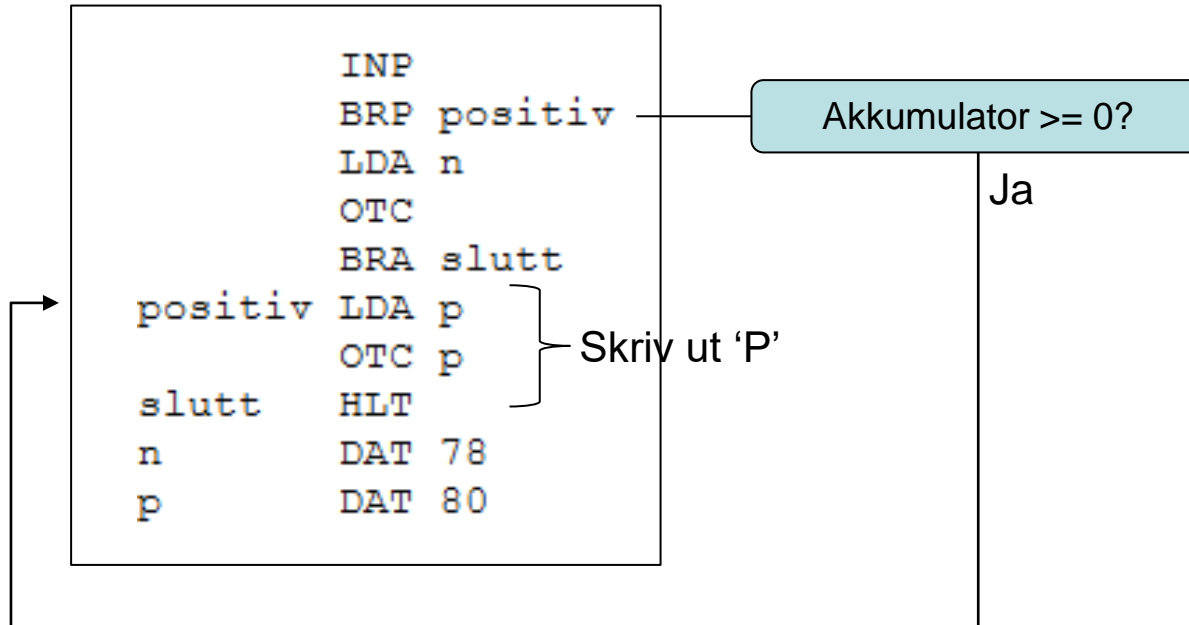 INP
BRP positiv
LDA n
OTC
BRA slutt
positiv LDA p
OTC p
slutt HLT
n DAT 78
p DAT 80
Akkumulator >= 0?
Ja
Skriv ut ‘P’